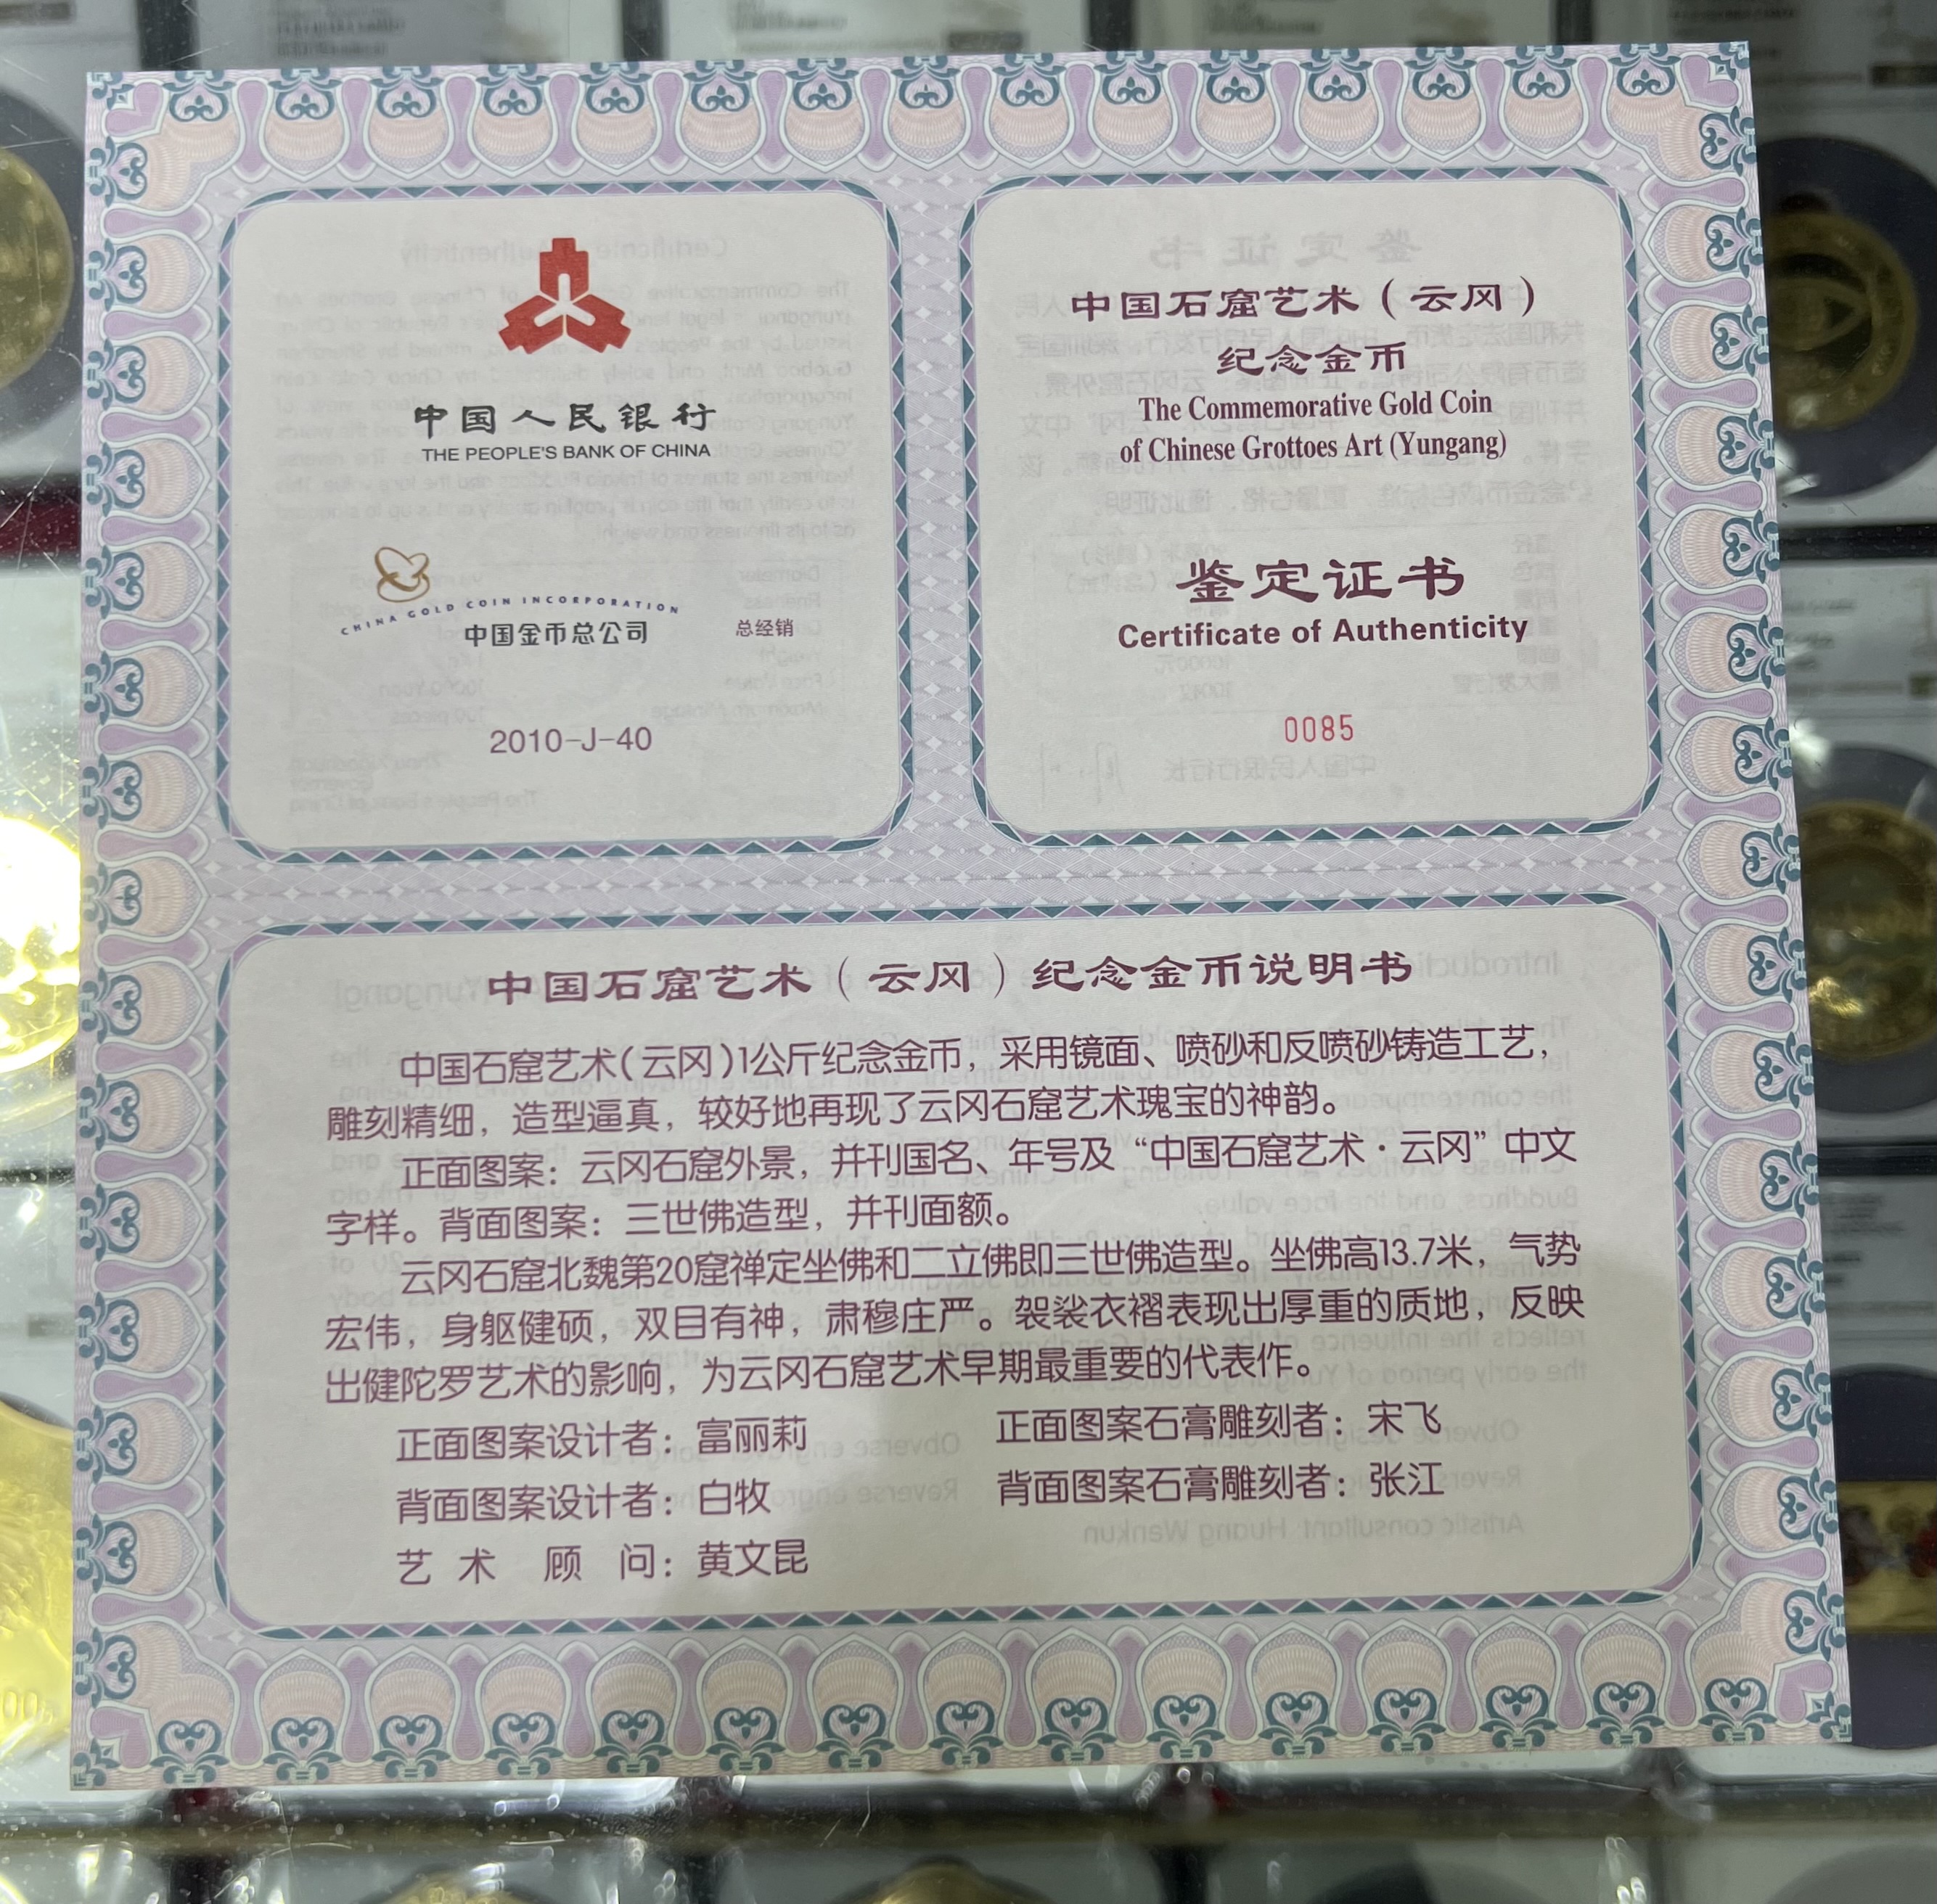 中国人民银行
THE PEOPLE'S BANK OF CHINA
CHINA GOLD COIN INCORPORATION
中国金币总公司 总经销
2010-J-40
中国石窟艺术(云冈)
纪念金币
The Commemorative Gold Coin
of Chinese Grottoes Art (Yungang)
鉴定证书
Certificate of Authenticity
0085
中国石窟艺术(云冈)纪念金币说明书
中国石窟艺术(云冈)1公斤纪念金币，采用镜面、喷砂和反喷砂铸造工艺，
雕刻精细，造型逼真，较好地再现了云冈石窟艺术瑰宝的神韵。
正面图案：云冈石窟外景，并刊国名、年号及“中国石窟艺术·云冈”中文
字样。背面图案：三世佛造型，并刊面额。
云冈石窟北魏第20窟禅定坐佛和二立佛即三世佛造型。坐佛高13.7米，气势
宏伟，身躯健硕，双目有神，肃穆庄严。袈裟衣褶表现出厚重的质地，反映
出健陀罗艺术的影响，为云冈石窟艺术早期最重要的代表作。
正面图案设计者：富丽莉 正面图案石膏雕刻者：宋飞
背面图案设计者：白牧 背面图案石膏雕刻者：张江
艺术顾问：黄文昆